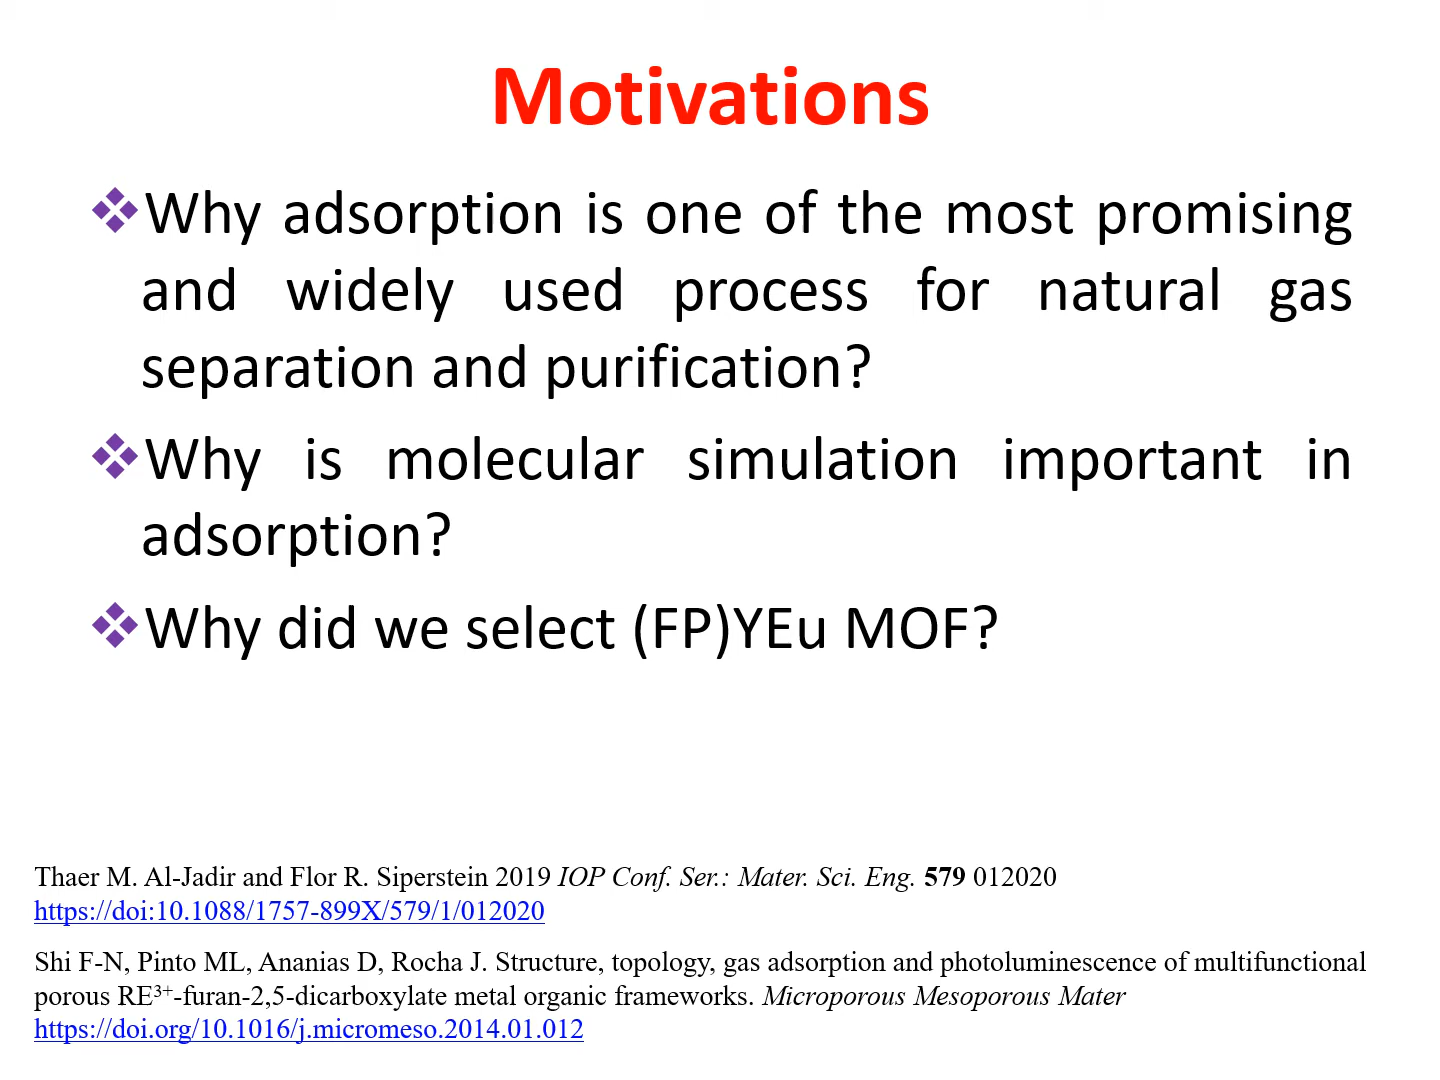 Motivations
❖Why adsorption is one of the most promising
and widely used process for natural gas
separation and purification?
❖Why is molecular simulation important in
adsorption?
❖Why did we select (FP)YEu MOF?
Thaer M. Al-Jadir and Flor R. Siperstein 2019 IOP Conf. Ser.: Mater. Sci. Eng. 579 012020
https://doi:10.1088/1757-899X/579/1/012020
Shi F-N, Pinto ML, Ananias D, Rocha J. Structure, topology, gas adsorption and photoluminescence of multifunctional
porous RE³⁺-furan-2,5-dicarboxylate metal organic frameworks. Microporous Mesoporous Mater
https://doi.org/10.1016/j.micromeso.2014.01.012